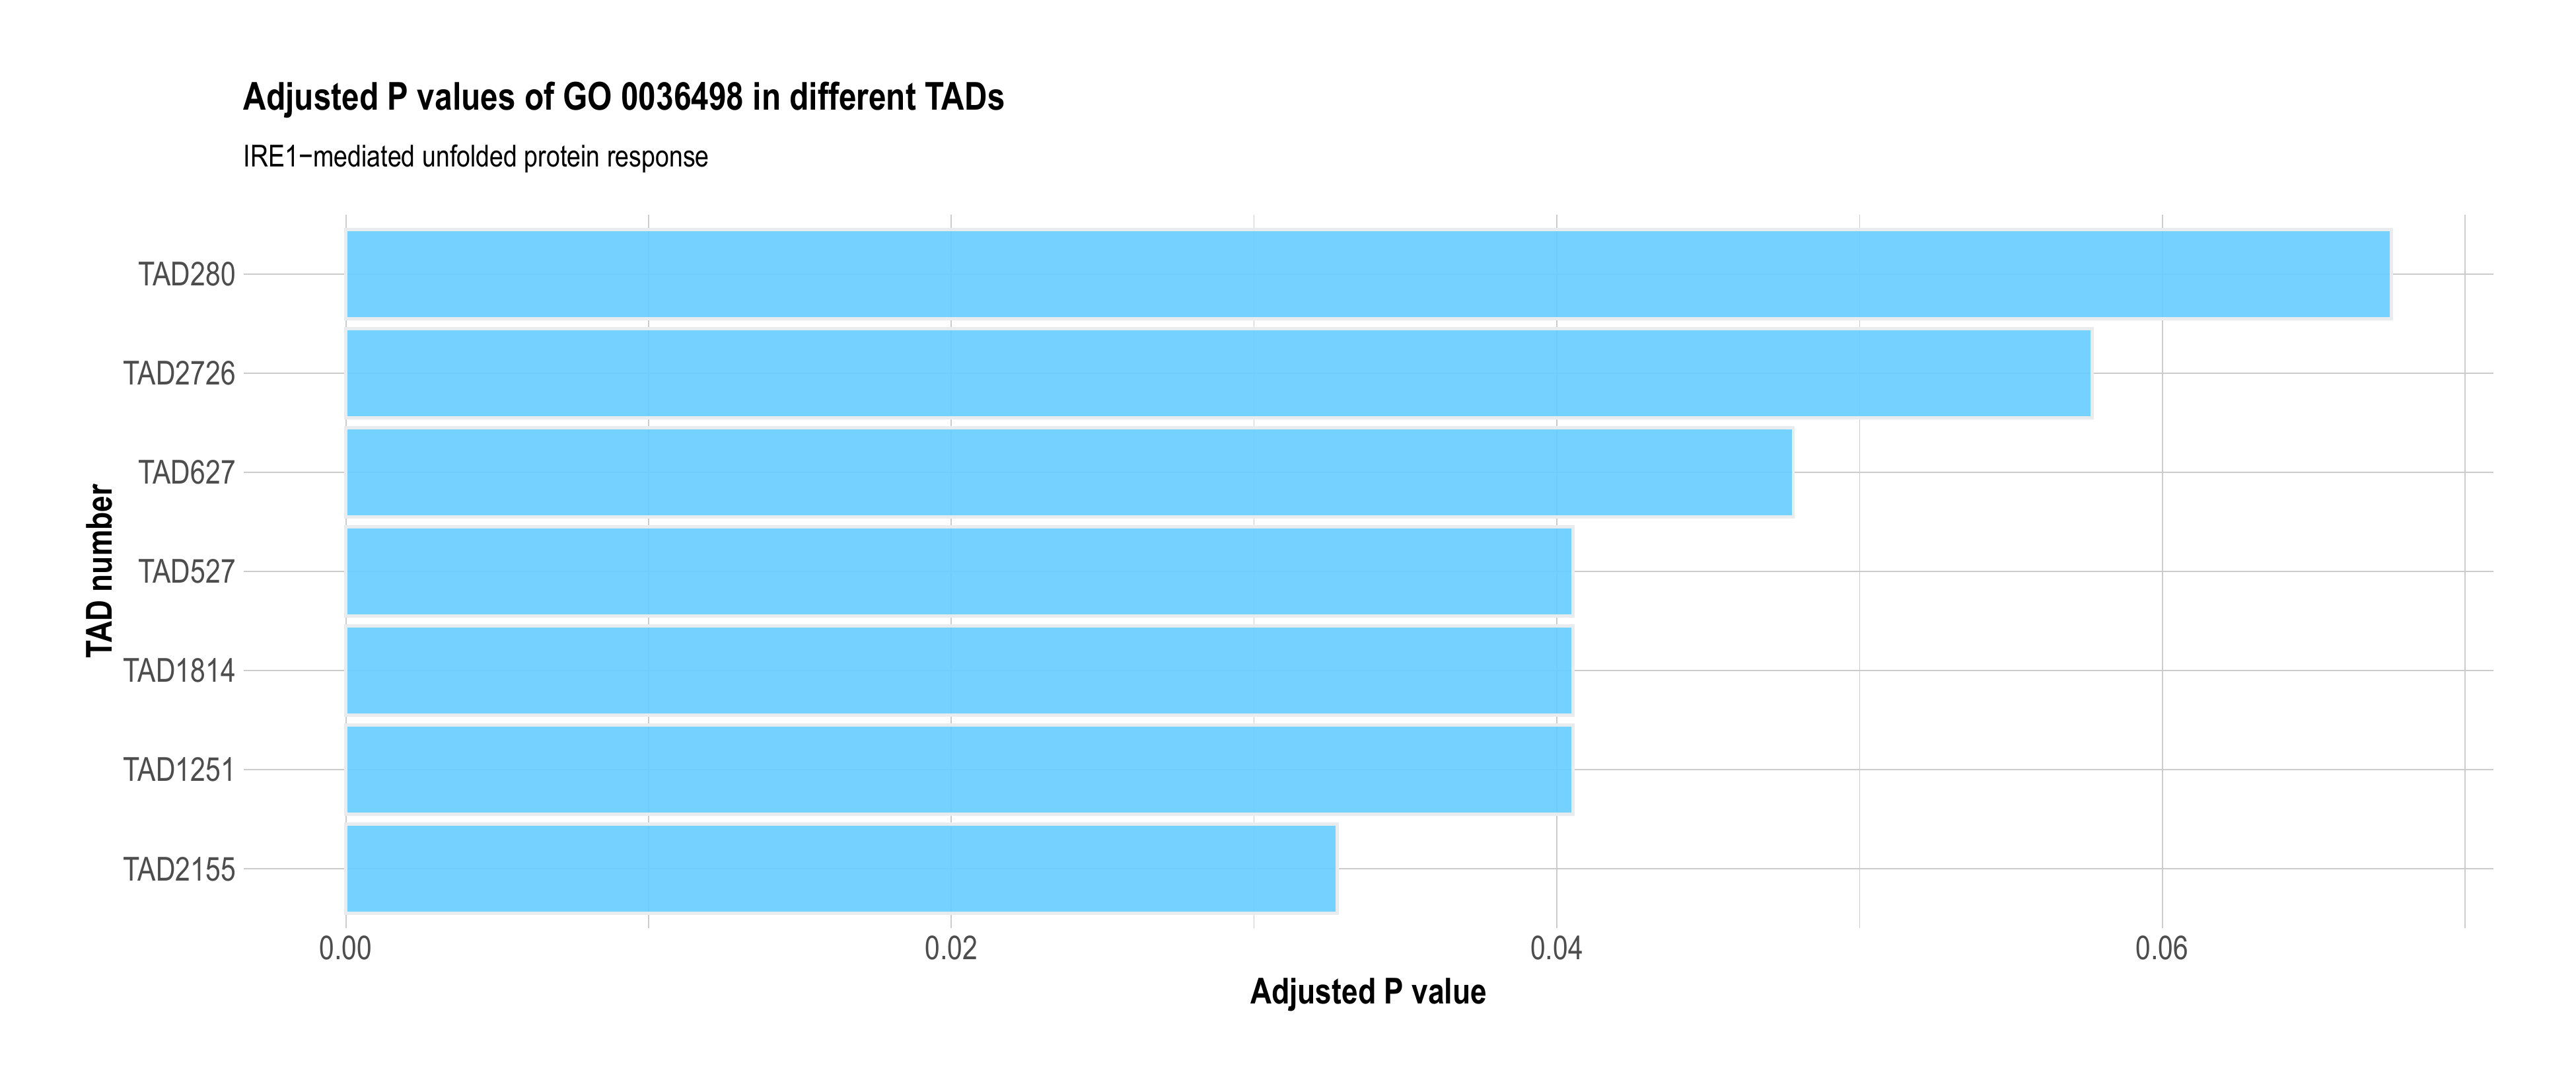 Adjusted P values of GO 0036498 in different TADs
IRE1−mediated unfolded protein response
TAD number
TAD280
TAD2726
TAD627
TAD527
TAD1814
TAD1251
TAD2155
0.00 0.02 0.04 0.06
Adjusted P value